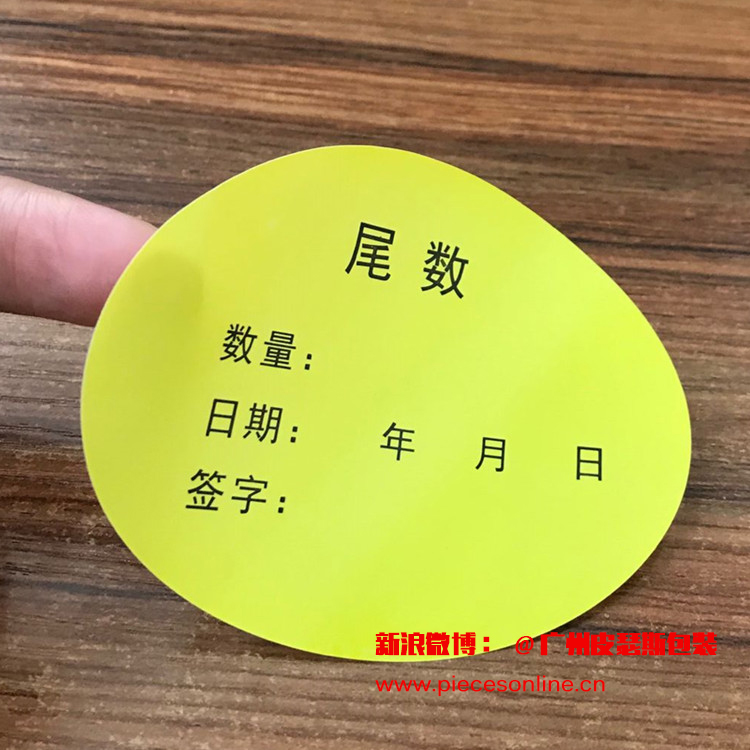 尾数
数量:
日期: 年 月 日
签字:
新浪微博: @广州皮瑟斯包装
www.piecesonline.cn